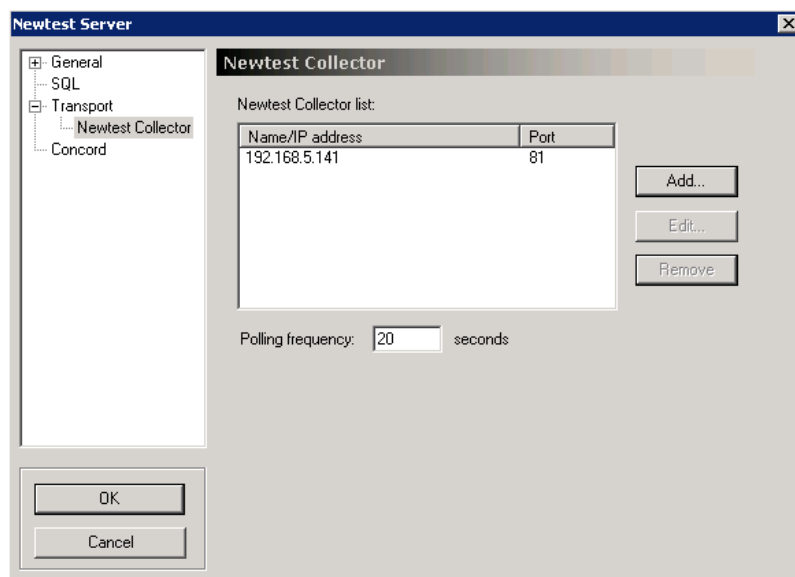 Newtest Server
General
SQL
Transport
Newtest Collector
Concord
Newtest Collector
Newtest Collector list:
Name/IP address Port
192.168.5.141 81
Add...
Edit...
Remove
Polling frequency: 20 seconds
OK
Cancel